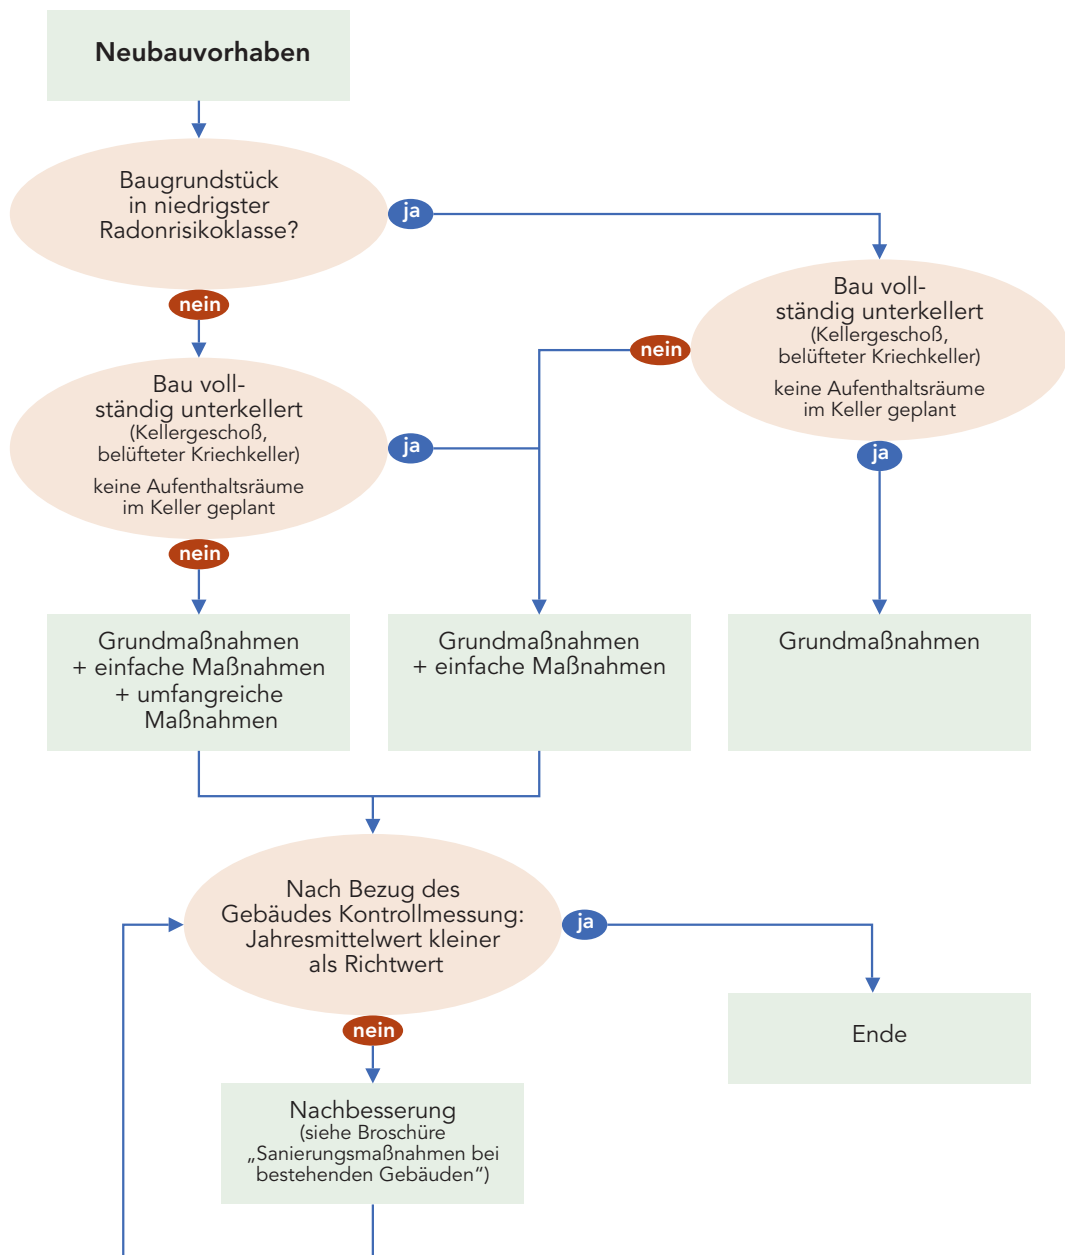 Neubauvorhaben
Baugrundstück
in niedrigster
Radonrisikoklasse?
ja
nein
Bau voll-
ständig unterkellert
(Kellergeschoß,
belüfteter Kriechkeller)
keine Aufenthaltsräume
im Keller geplant
nein
ja
Bau voll-
ständig unterkellert
(Kellergeschoß,
belüfteter Kriechkeller)
keine Aufenthaltsräume
im Keller geplant
ja
nein
Grundmaßnahmen
+ einfache Maßnahmen
+ umfangreiche
Maßnahmen
Grundmaßnahmen
+ einfache Maßnahmen
Grundmaßnahmen
Nach Bezug des
Gebäudes Kontrollmessung:
Jahresmittelwert kleiner
als Richtwert
ja
nein
Ende
Nachbesserung
(siehe Broschüre
„Sanierungsmaßnahmen bei
bestehenden Gebäuden“)